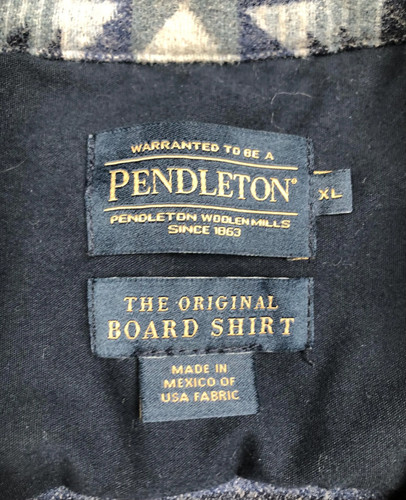 WARRANTED TO BE A
PENDLETON®
XL
PENDLETON WOOLEN MILLS
SINCE 1863
THE ORIGINAL
BOARD SHIRT
MADE IN
MEXICO OF
USA FABRIC